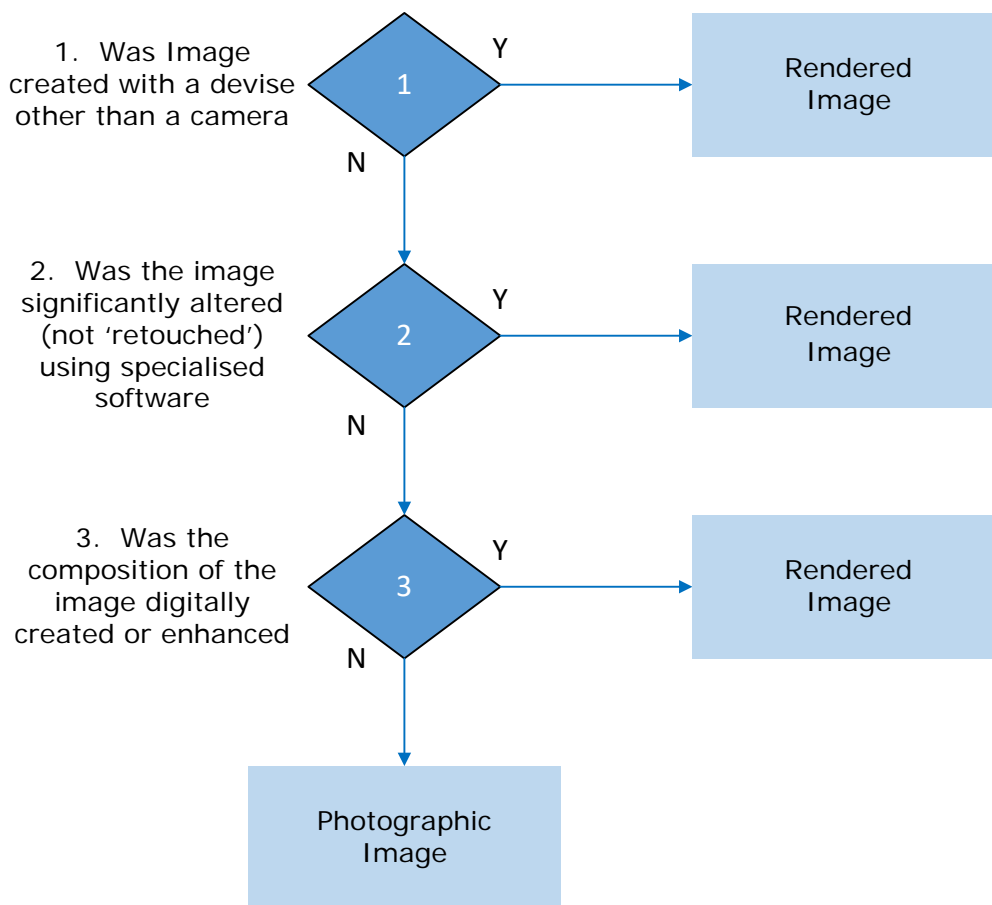 1. Was Image
created with a devise
other than a camera
1
Y
Rendered
Image
N
2. Was the image
significantly altered
(not ‘retouched’)
using specialised
software
2
Y
Rendered
Image
N
3. Was the
composition of the
image digitally
created or enhanced
3
Y
Rendered
Image
N
Photographic
Image